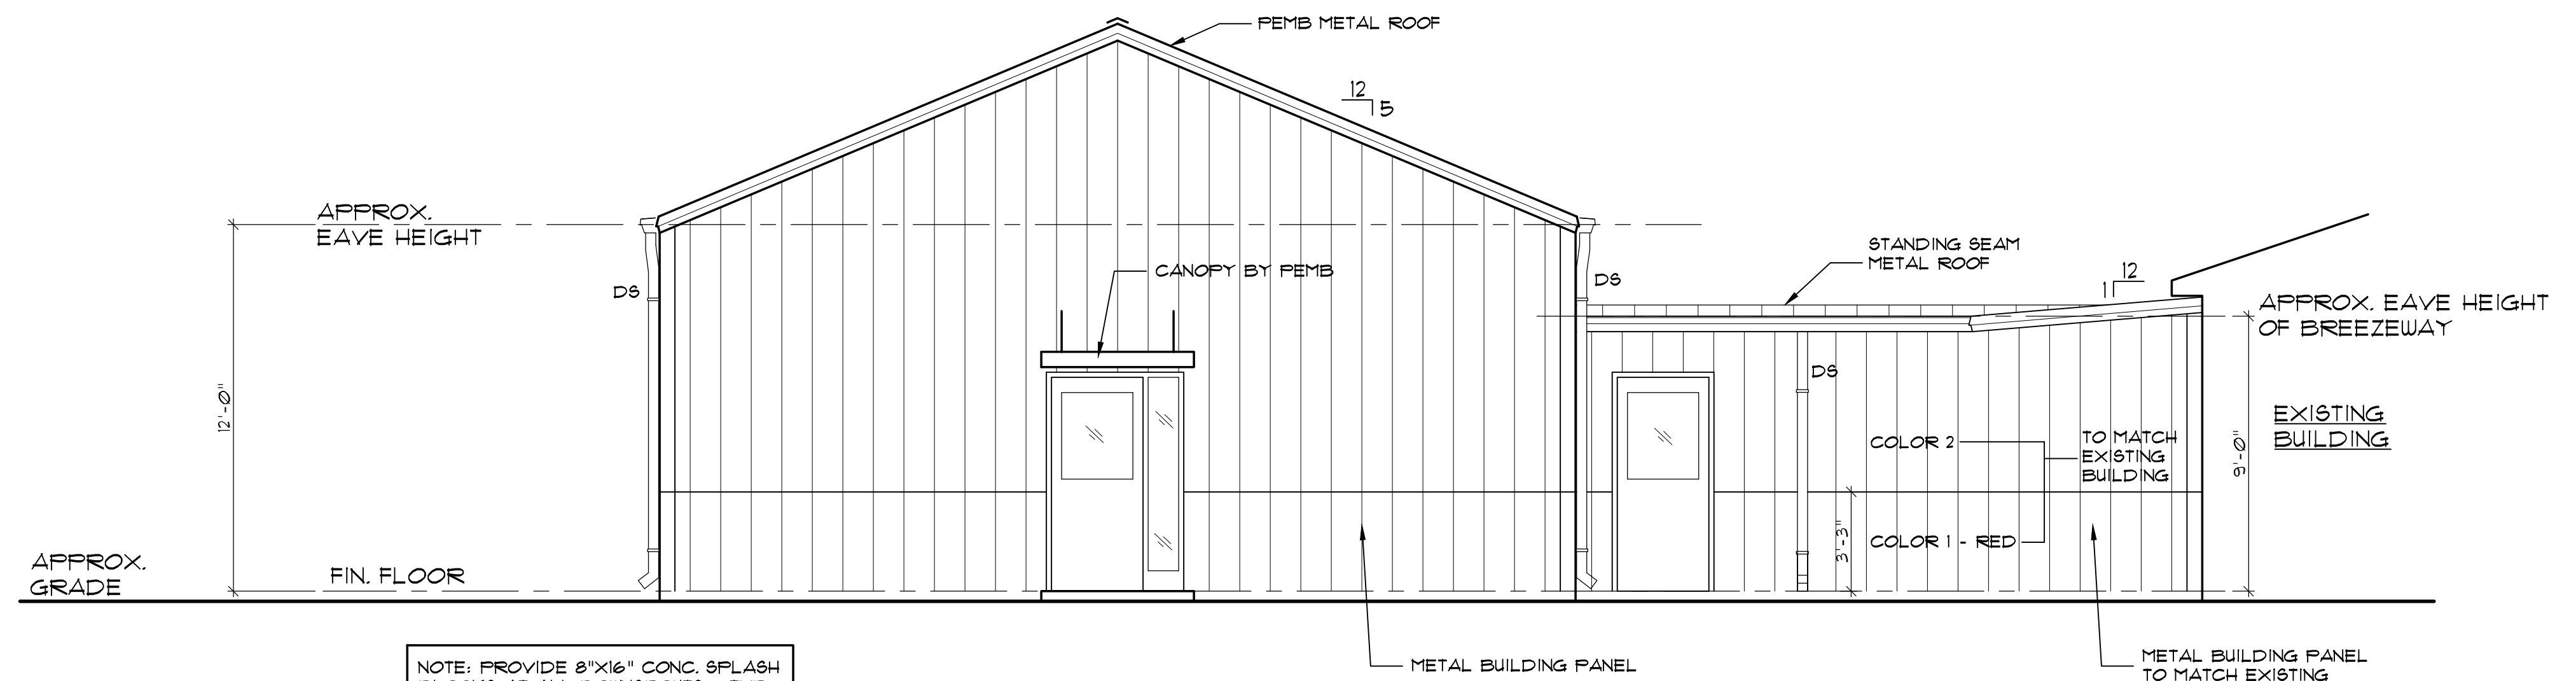 PEMB METAL ROOF
12
5
APPROX.
EAVE HEIGHT
STANDING SEAM
METAL ROOF
CANOPY BY PEMB
12
1
DS
DS
APPROX. EAVE HEIGHT
OF BREEZEWAY
DS
12'-0"
EXISTING
BUILDING
COLOR 2
TO MATCH
EXISTING
BUILDING
9'-0"
3'-3"
COLOR 1 - RED
APPROX.
GRADE
FIN. FLOOR
NOTE: PROVIDE 8"X16" CONC. SPLASH
METAL BUILDING PANEL
METAL BUILDING PANEL
TO MATCH EXISTING